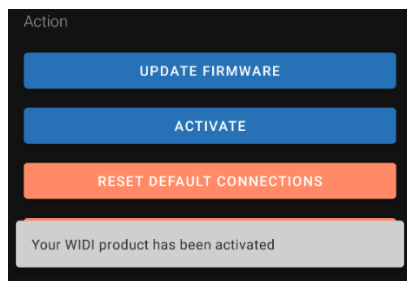 Action
UPDATE FIRMWARE
ACTIVATE
RESET DEFAULT CONNECTIONS
Your WIDI product has been activated